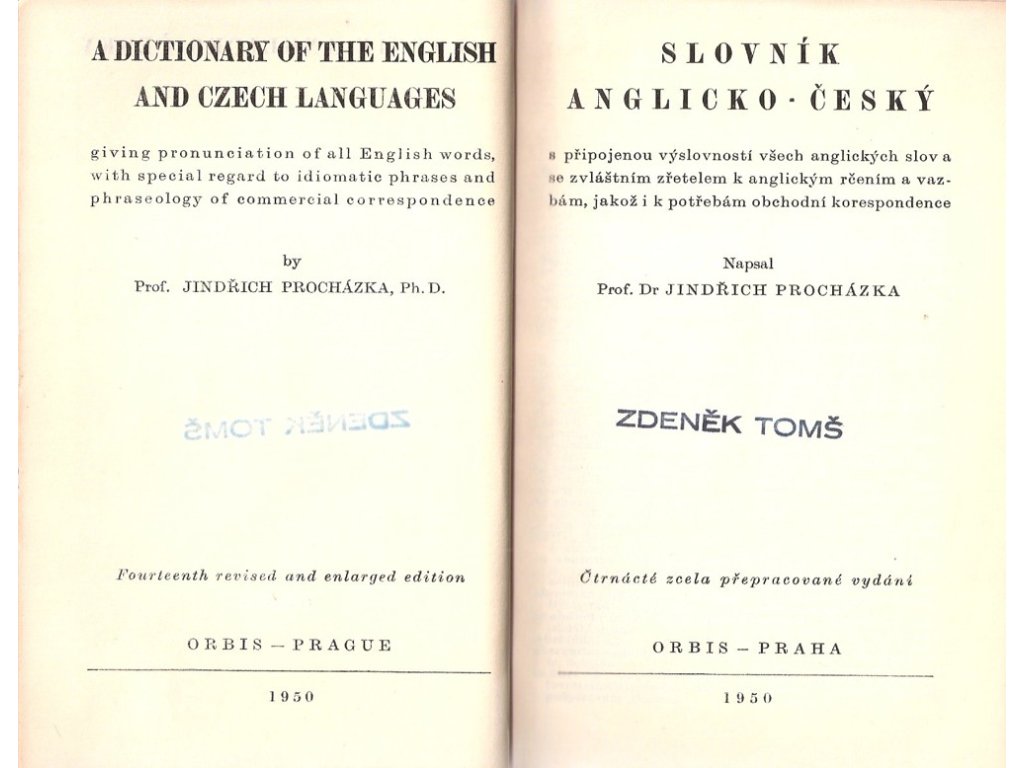 A DICTIONARY OF THE ENGLISH
AND CZECH LANGUAGES
giving pronunciation of all English words,
with special regard to idiomatic phrases and
phraseology of commercial correspondence
by
Prof. JINDŘICH PROCHÁZKA, Ph. D.
ZDENĚK TOMŠ
Fourteenth revised and enlarged edition
ORBIS — PRAGUE
1950
SLOVNÍK
ANGLICKO · ČESKÝ
s připojenou výslovností všech anglických slov a
se zvláštním zřetelem k anglickým rčením a vaz-
bám, jakož i k potřebám obchodní korespondence
Napsal
Prof. Dr JINDŘICH PROCHÁZKA
ZDENĚK TOMŠ
Čtrnácté zcela přepracované vydání
ORBIS — PRAHA
1950